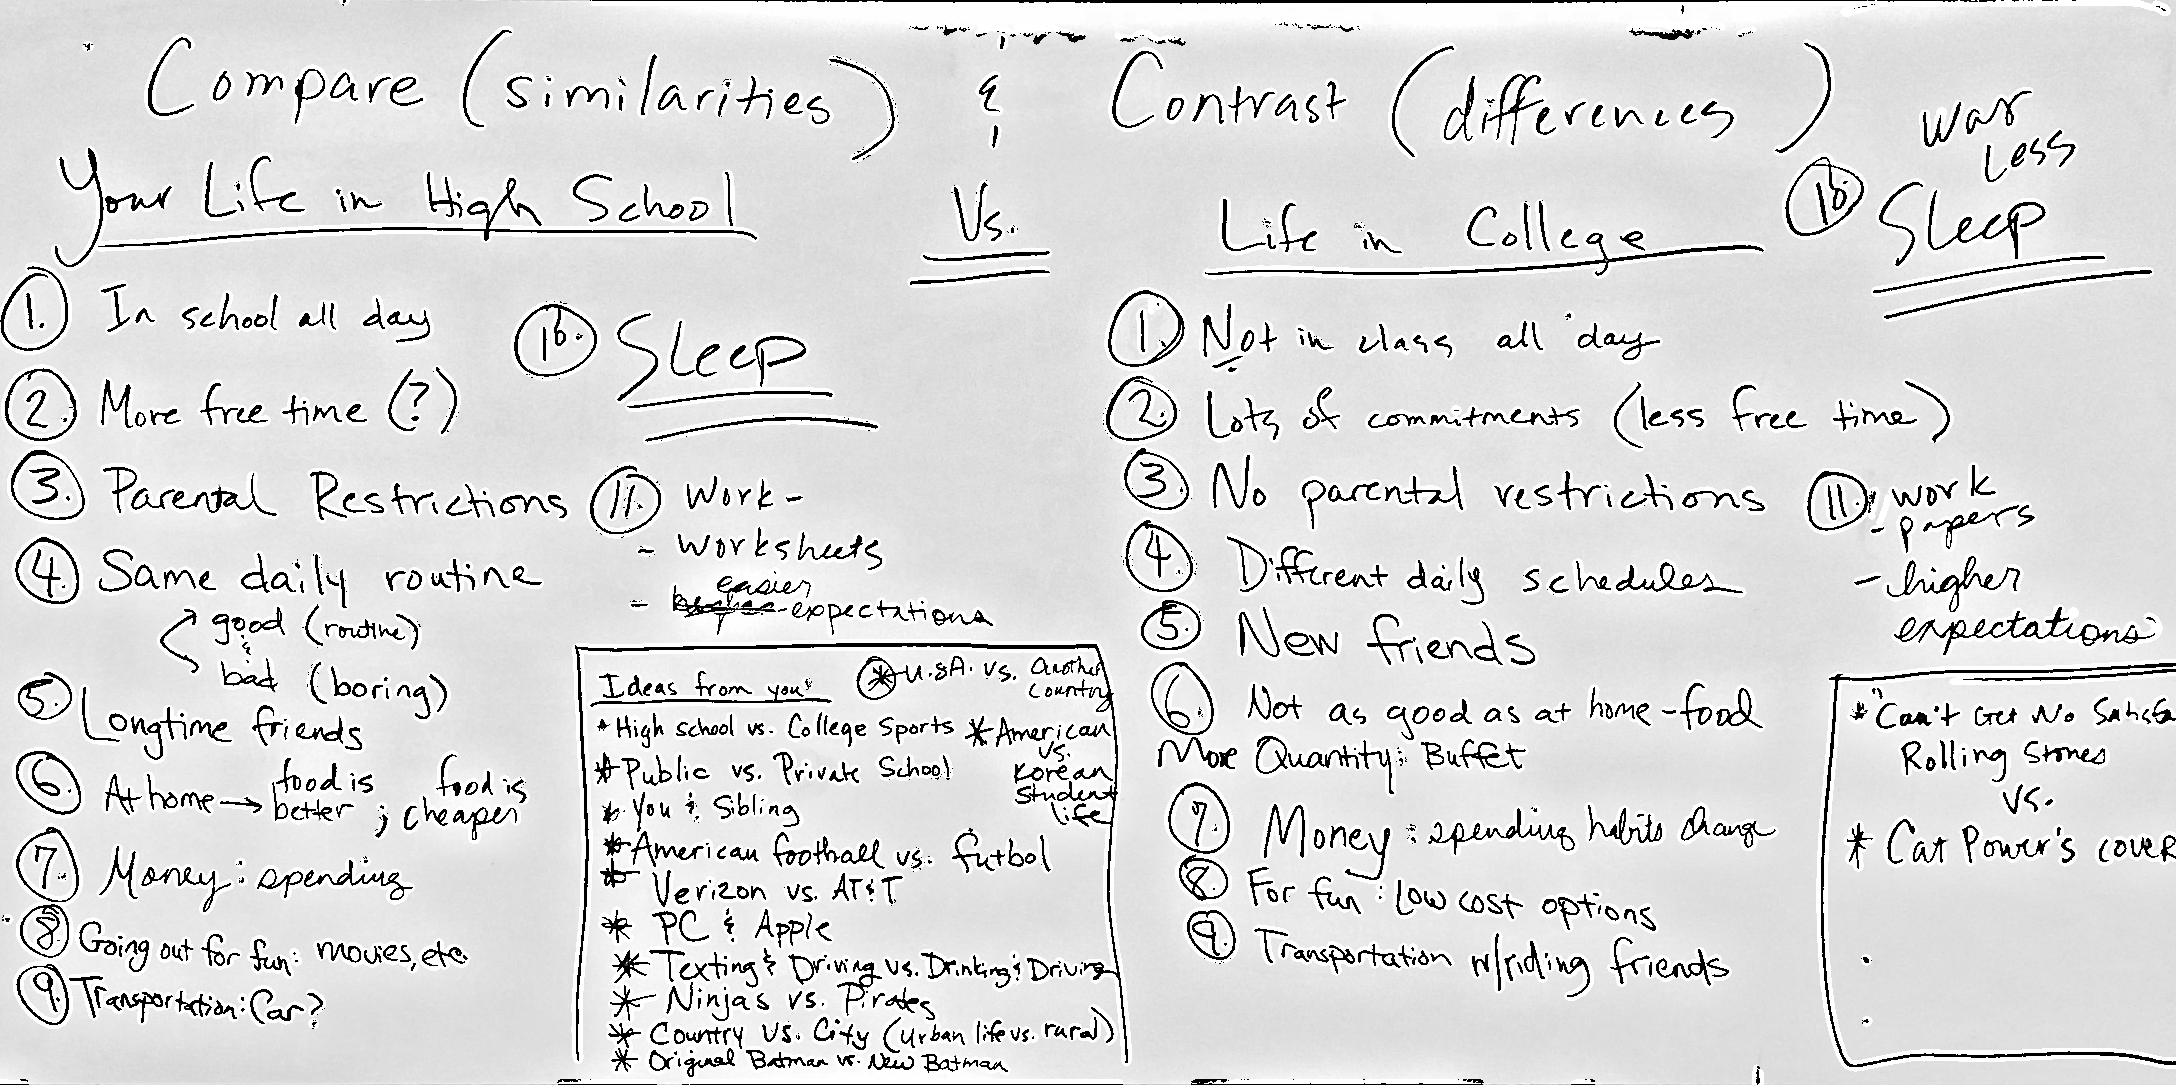 Compare (similarities) & Contrast (differences)
Your Life in High School Vs. Life in College
1. In school all day
2. More free time (?)
3. Parental Restrictions
4. Same daily routine
good (routine)
&
bad (boring)
5. Longtime friends
6. At home → food is better ; food is cheaper
7. Money: spending
8. Going out for fun: movies, etc.
9. Transportation: Car?
10. Sleep
11. Work -
- worksheets
- easier expectations
Ideas from you:
* High school vs. College Sports
* Public vs. Private School
* You & Sibling
* American football vs. futbol
* Verizon vs. AT&T
* PC & Apple
* Texting & Driving vs. Drinking & Driving
* Ninjas vs. Pirates
* Country vs. City (urban life vs. rural)
* Original Batman vs. New Batman
* U.S.A. vs. Another Country
* American
vs.
Korean
student
life
1. Not in class all day
2. Lots of commitments (less free time)
3. No parental restrictions
4. Different daily schedules
5. New friends
6. Not as good as at home - food
More Quantity: Buffet
7. Money: spending habits change
8. For fun: low cost options
9. Transportation w/riding friends
10. way
Less
Sleep
11. work
- papers
- higher
expectations
* "Can't Get No Satisfa
Rolling Stones
vs.
* Cat Power's cover